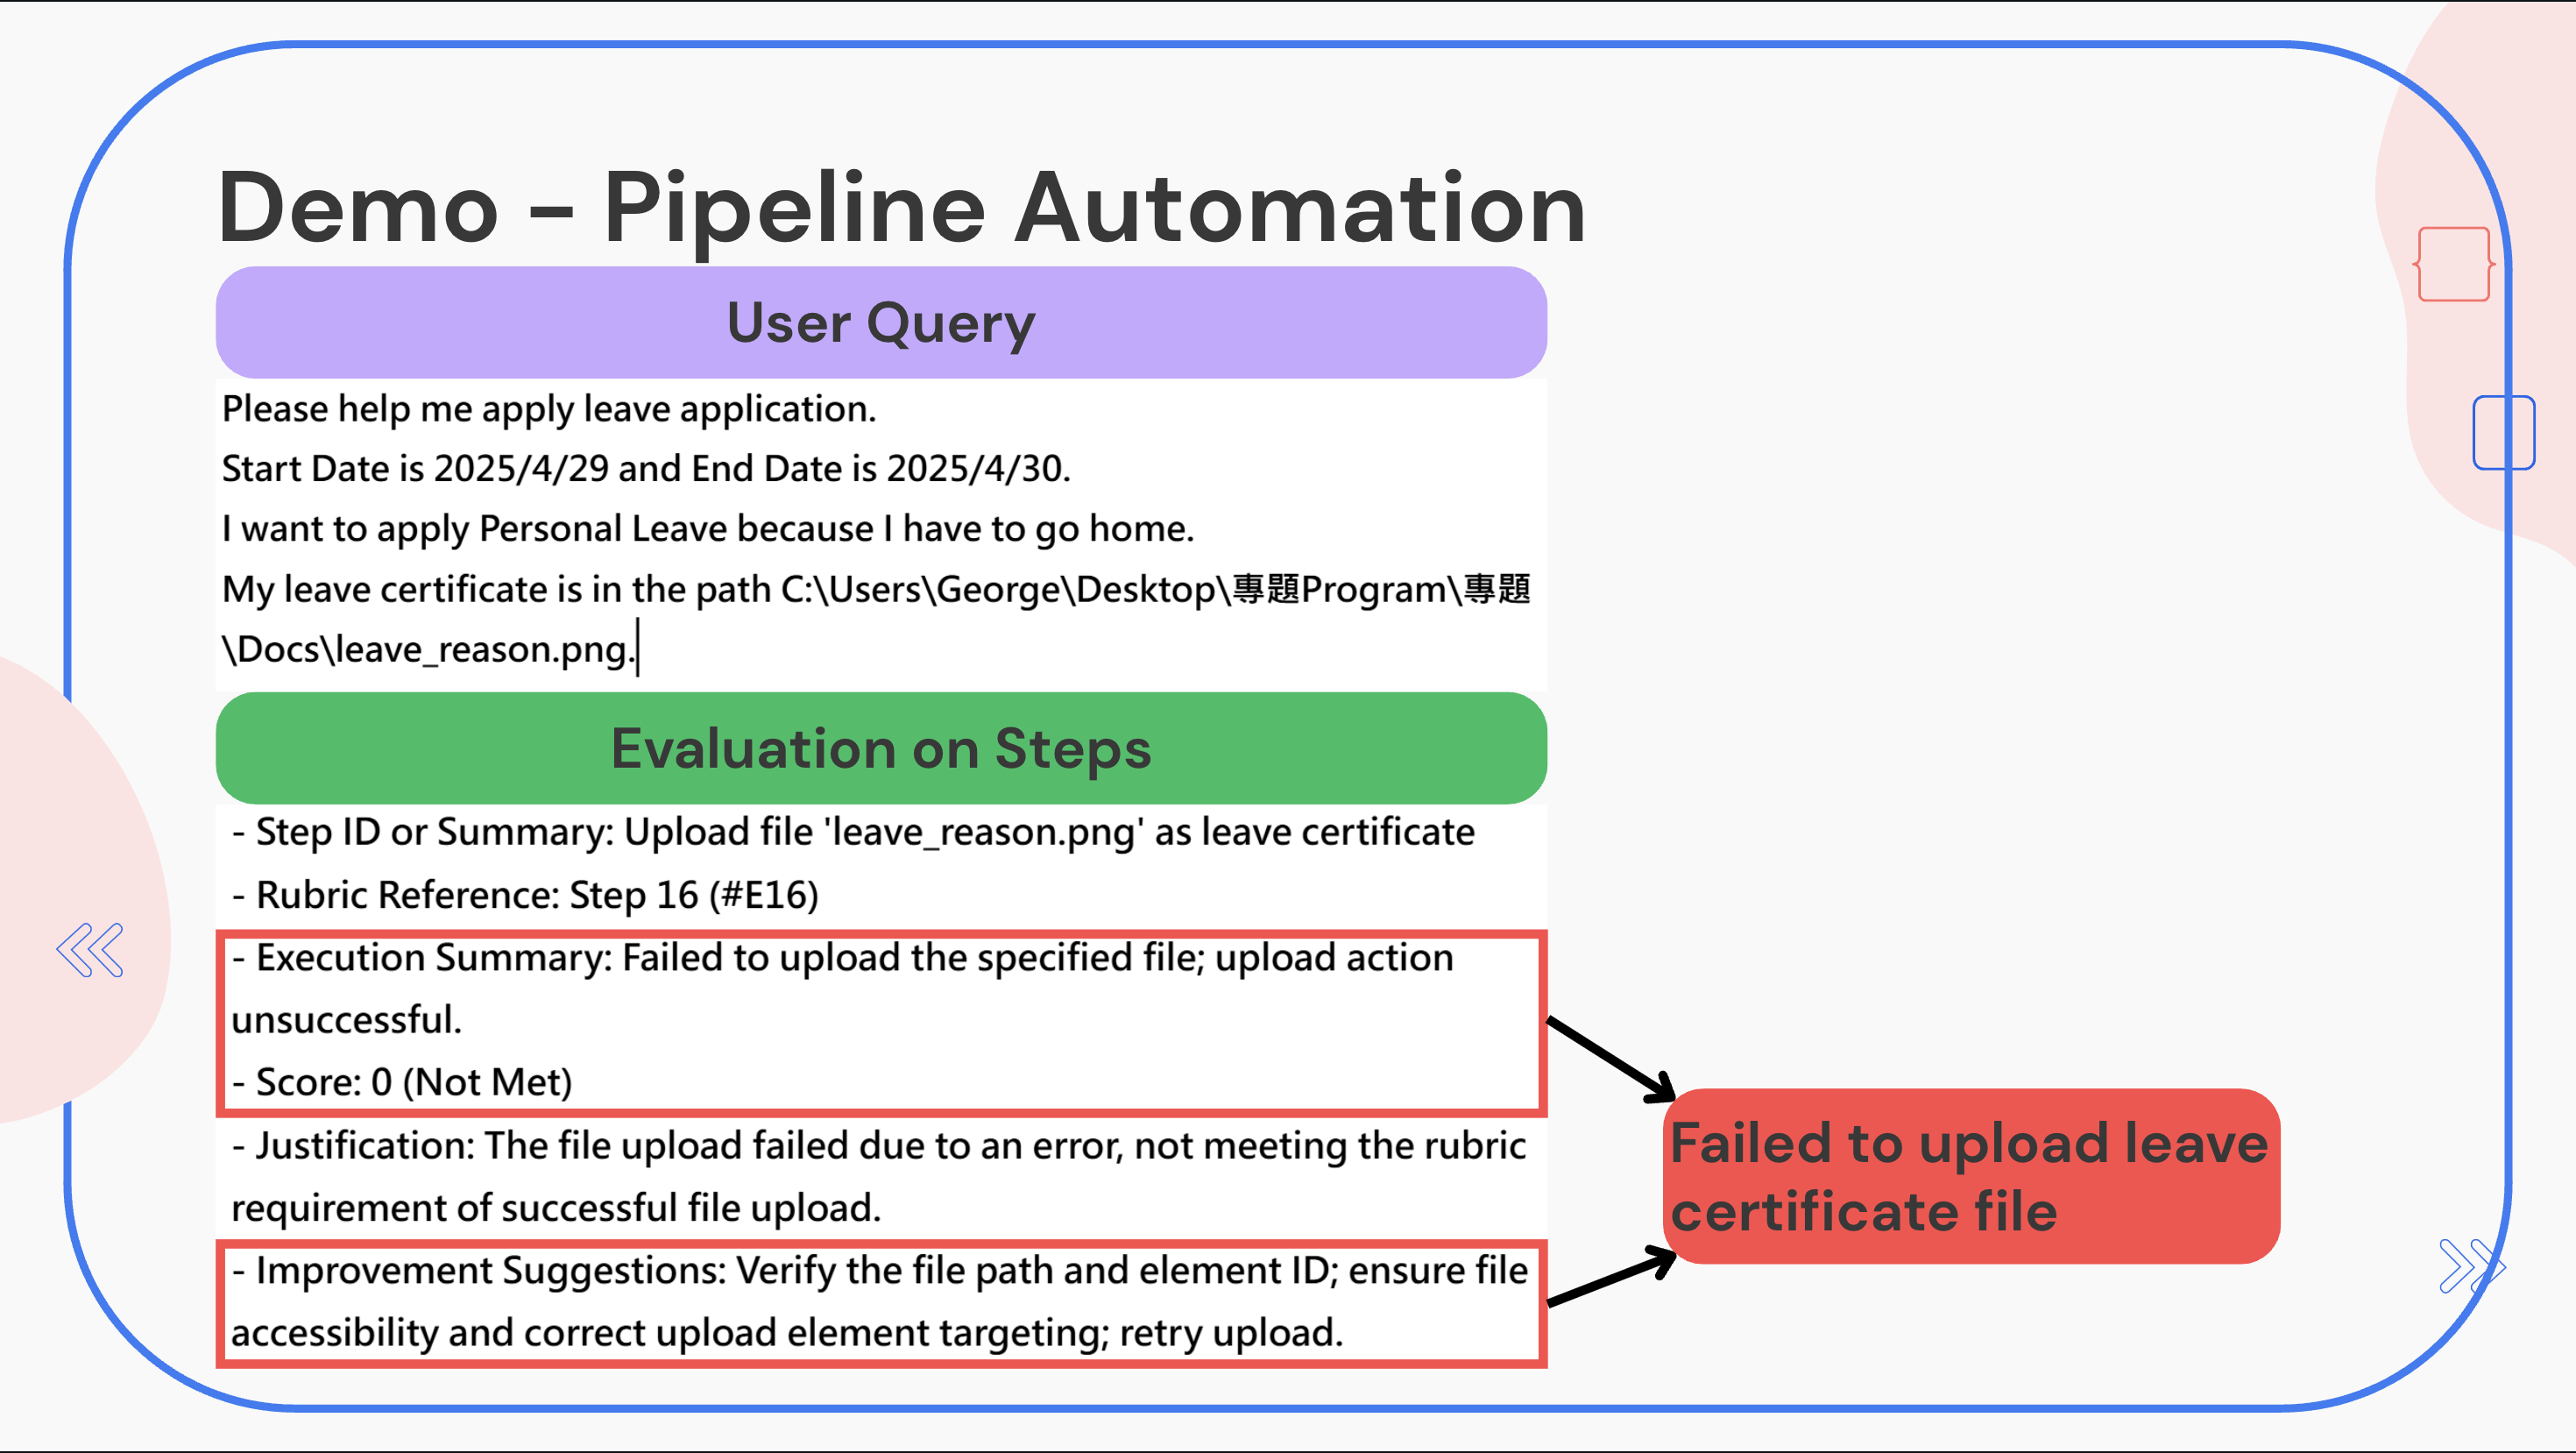 Demo - Pipeline Automation
User Query
Please help me apply leave application.
Start Date is 2025/4/29 and End Date is 2025/4/30.
I want to apply Personal Leave because I have to go home.
My leave certificate is in the path C:\Users\George\Desktop\專題Program\專題
\Docs\leave_reason.png.
Evaluation on Steps
- Step ID or Summary: Upload file 'leave_reason.png' as leave certificate
- Rubric Reference: Step 16 (#E16)
- Execution Summary: Failed to upload the specified file; upload action
unsuccessful.
- Score: 0 (Not Met)
- Justification: The file upload failed due to an error, not meeting the rubric
requirement of successful file upload.
- Improvement Suggestions: Verify the file path and element ID; ensure file
accessibility and correct upload element targeting; retry upload.
Failed to upload leave
certificate file